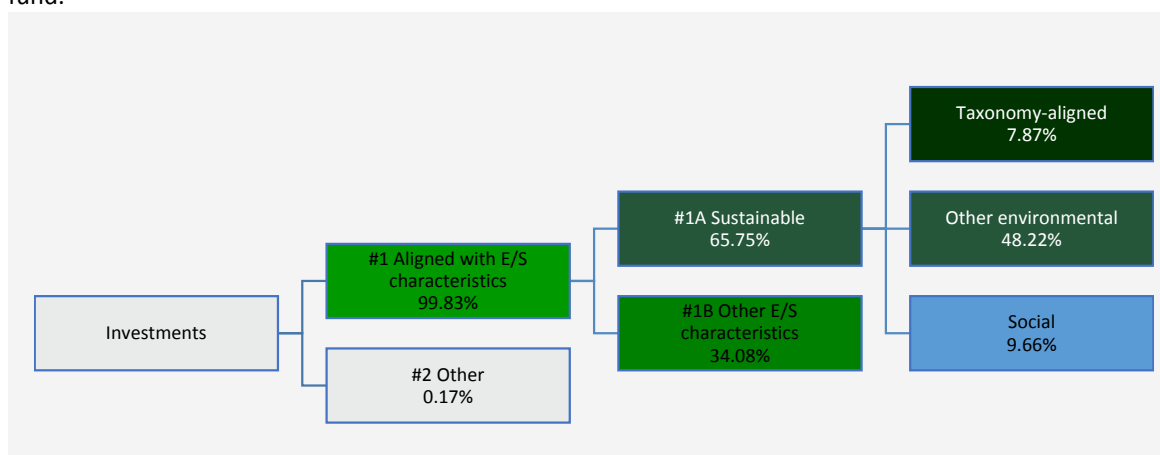 fund.
Investments
#1 Aligned with E/S
characteristics
99.83%
#2 Other
0.17%
#1A Sustainable
65.75%
#1B Other E/S
characteristics
34.08%
Taxonomy-aligned
7.87%
Other environmental
48.22%
Social
9.66%